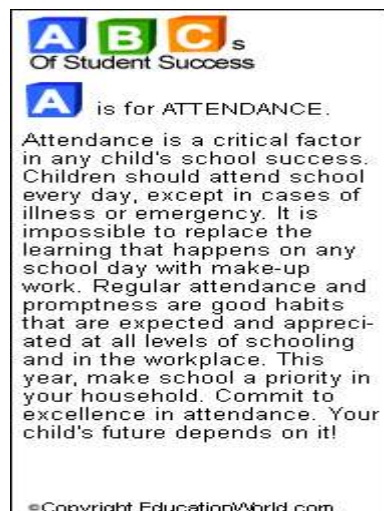 A B C s
Of Student Success
A is for ATTENDANCE.
Attendance is a critical factor
in any child's school success.
Children should attend school
every day, except in cases of
illness or emergency. It is
impossible to replace the
learning that happens on any
school day with make-up
work. Regular attendance and
promptness are good habits
that are expected and appreci-
ated at all levels of schooling
and in the workplace. This
year, make school a priority in
your household. Commit to
excellence in attendance. Your
child's future depends on it!
©Copyright EducationWorld.com